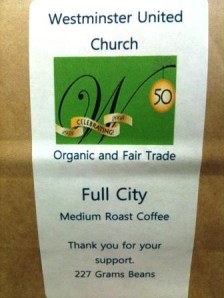 Westminster United
Church
W
50
CELEBRATING!
Organic and Fair Trade
Full City
Medium Roast Coffee
Thank you for your
support.
227 Grams Beans